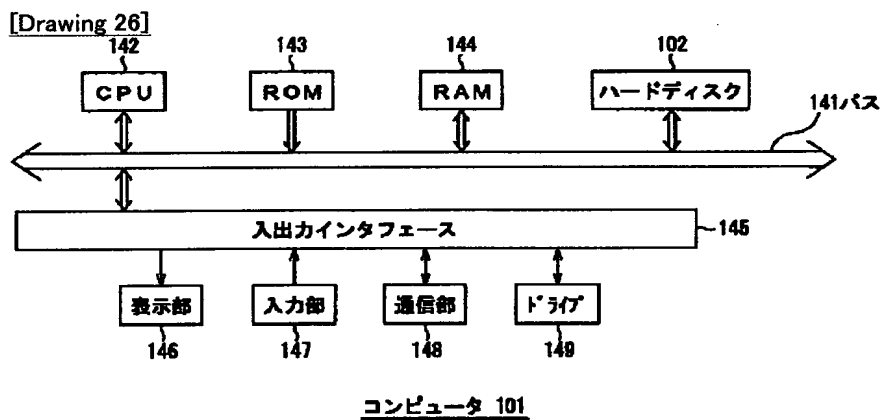 [Drawing 26]
142 143 144 102
CPU ROM RAM ハードディスク
141バス
入出力インタフェース 145
表示部 入力部 通信部 ドライブ
146 147 148 149
コンピュータ 101